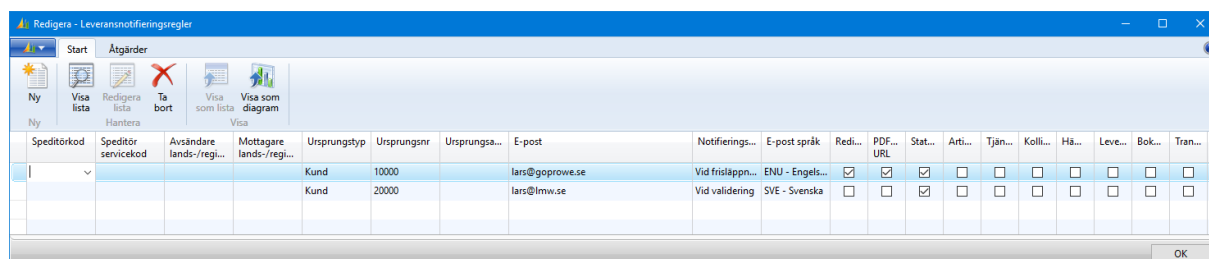 Redigera - Leveransnotifieringsregler
Start Åtgärder
Ny Visa lista Redigera lista Ta bort Visa som lista Visa som diagram
Ny Hantera Visa
Speditörkod Speditör servicekod Avsändare lands-/regi... Mottagare lands-/regi... Ursprungstyp Ursprungsnr Ursprungsa... E-post Notifierings... E-post språk Redi... PDF... URL Stat... Arti... Tjän... Kolli... Hä... Leve... Bok... Tran...
Kund 10000 lars@goprowe.se Vid frisläppn... ENU - Engels...
Kund 20000 lars@lmw.se Vid validering SVE - Svenska
OK